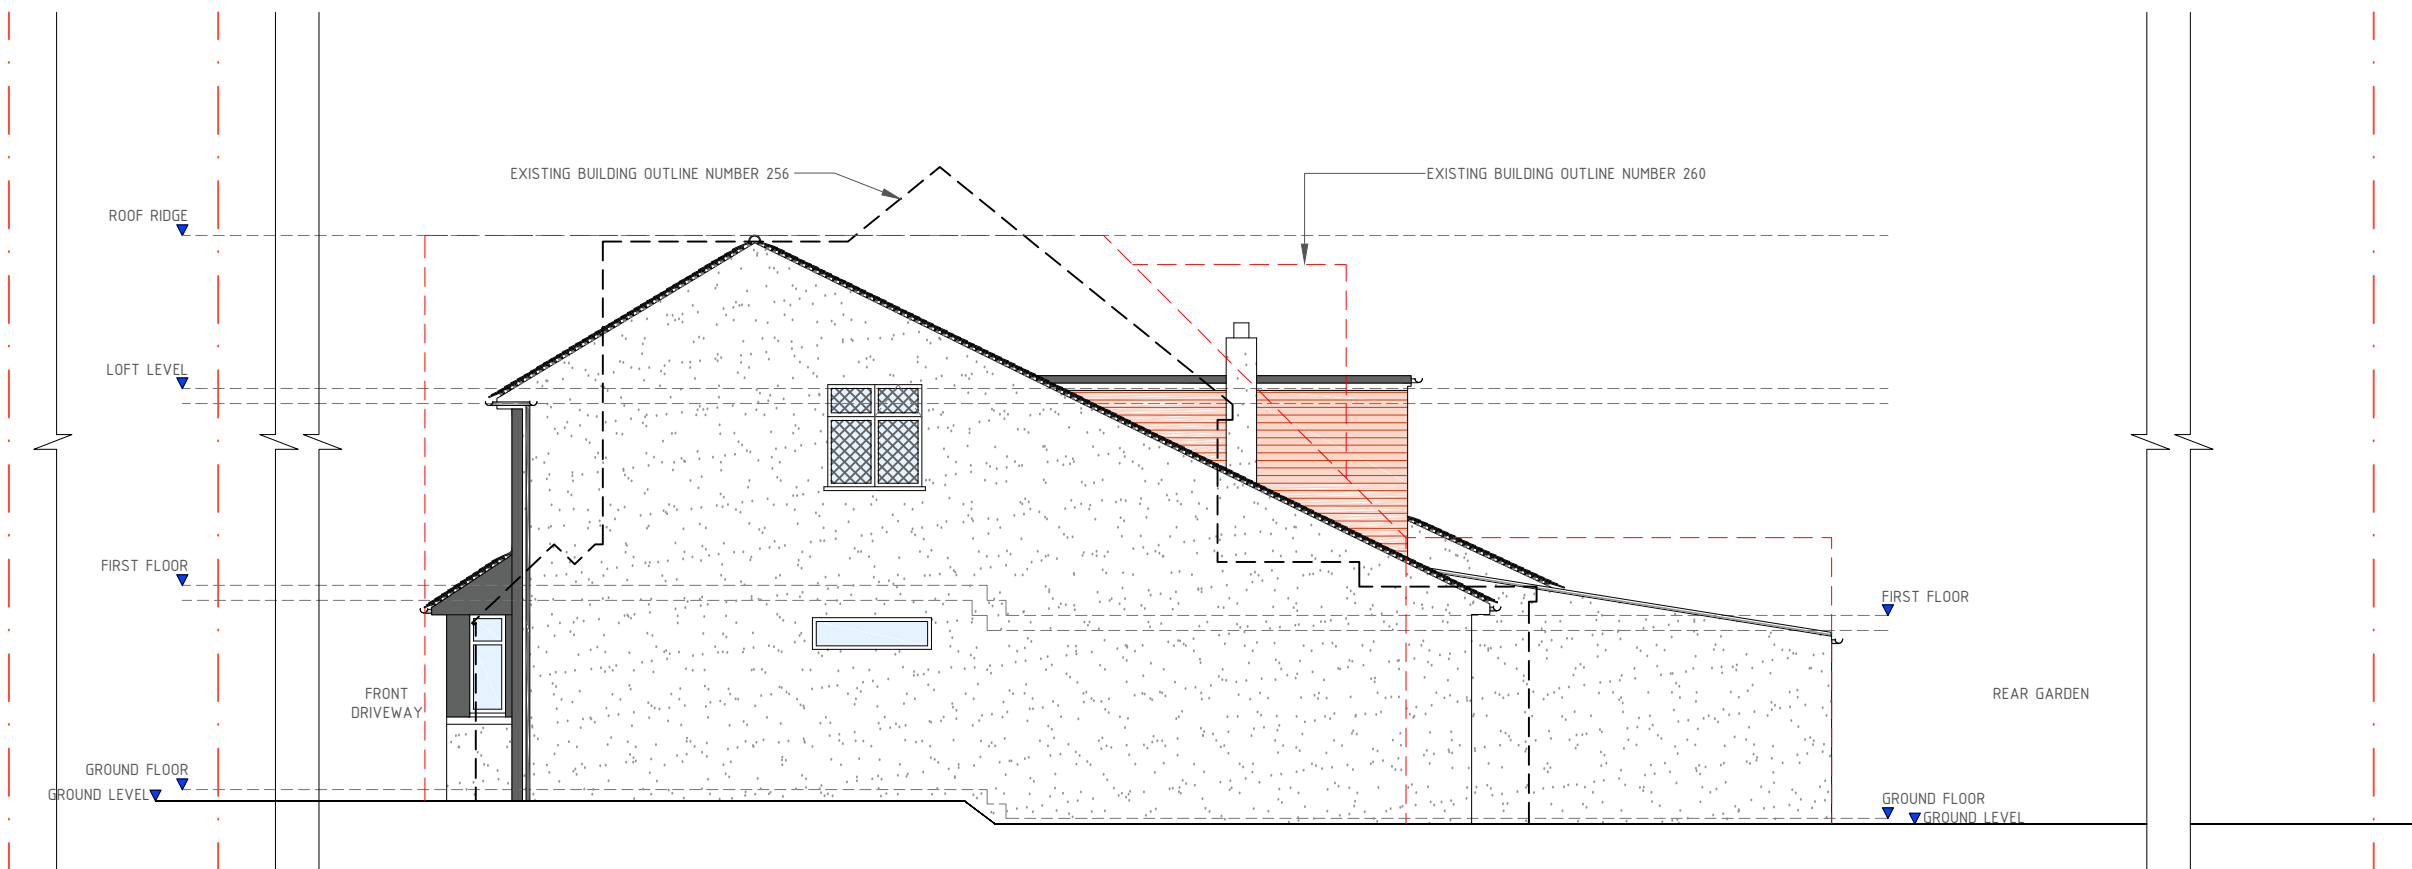 EXISTING BUILDING OUTLINE NUMBER 256
EXISTING BUILDING OUTLINE NUMBER 260
ROOF RIDGE
LOFT LEVEL
FIRST FLOOR
FIRST FLOOR
FRONT
DRIVEWAY
REAR GARDEN
GROUND FLOOR
GROUND LEVEL
GROUND FLOOR
GROUND LEVEL